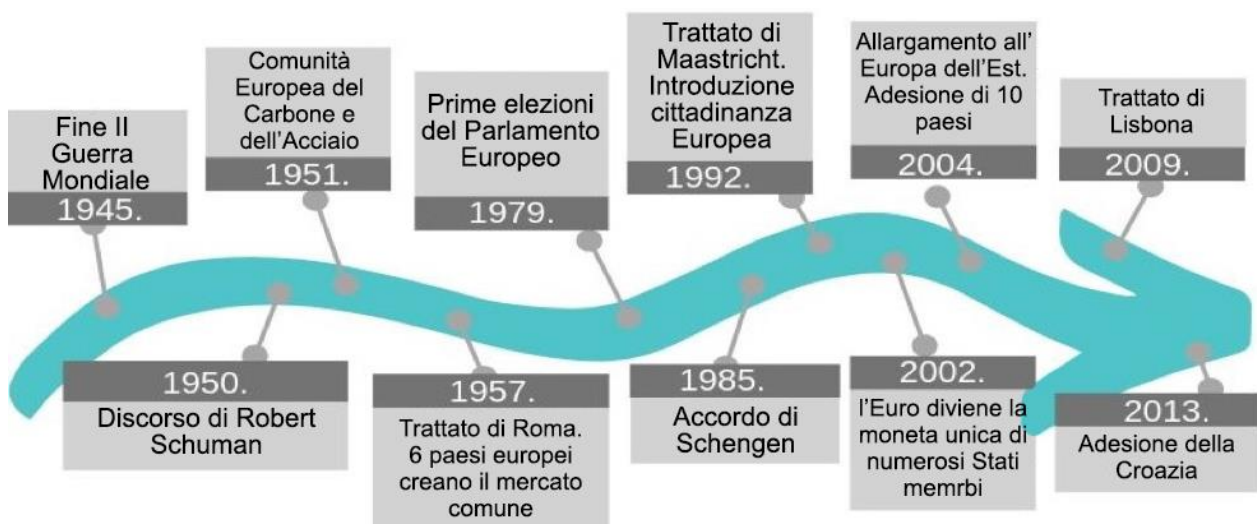 Fine II
Guerra
Mondiale
1945.
1950.
Discorso di Robert
Schuman
Comunità
Europea del
Carbone e
dell'Acciaio
1951.
1957.
Trattato di Roma.
6 paesi europei
creano il mercato
comune
Prime elezioni
del Parlamento
Europeo
1979.
1985.
Accordo di
Schengen
Trattato di
Maastricht.
Introduzione
cittadinanza
Europea
1992.
2002.
l'Euro diviene la
moneta unica di
numerosi Stati
memrbi
Allargamento all'
Europa dell'Est.
Adesione di 10
paesi
2004.
Trattato di
Lisbona
2009.
2013.
Adesione della
Croazia